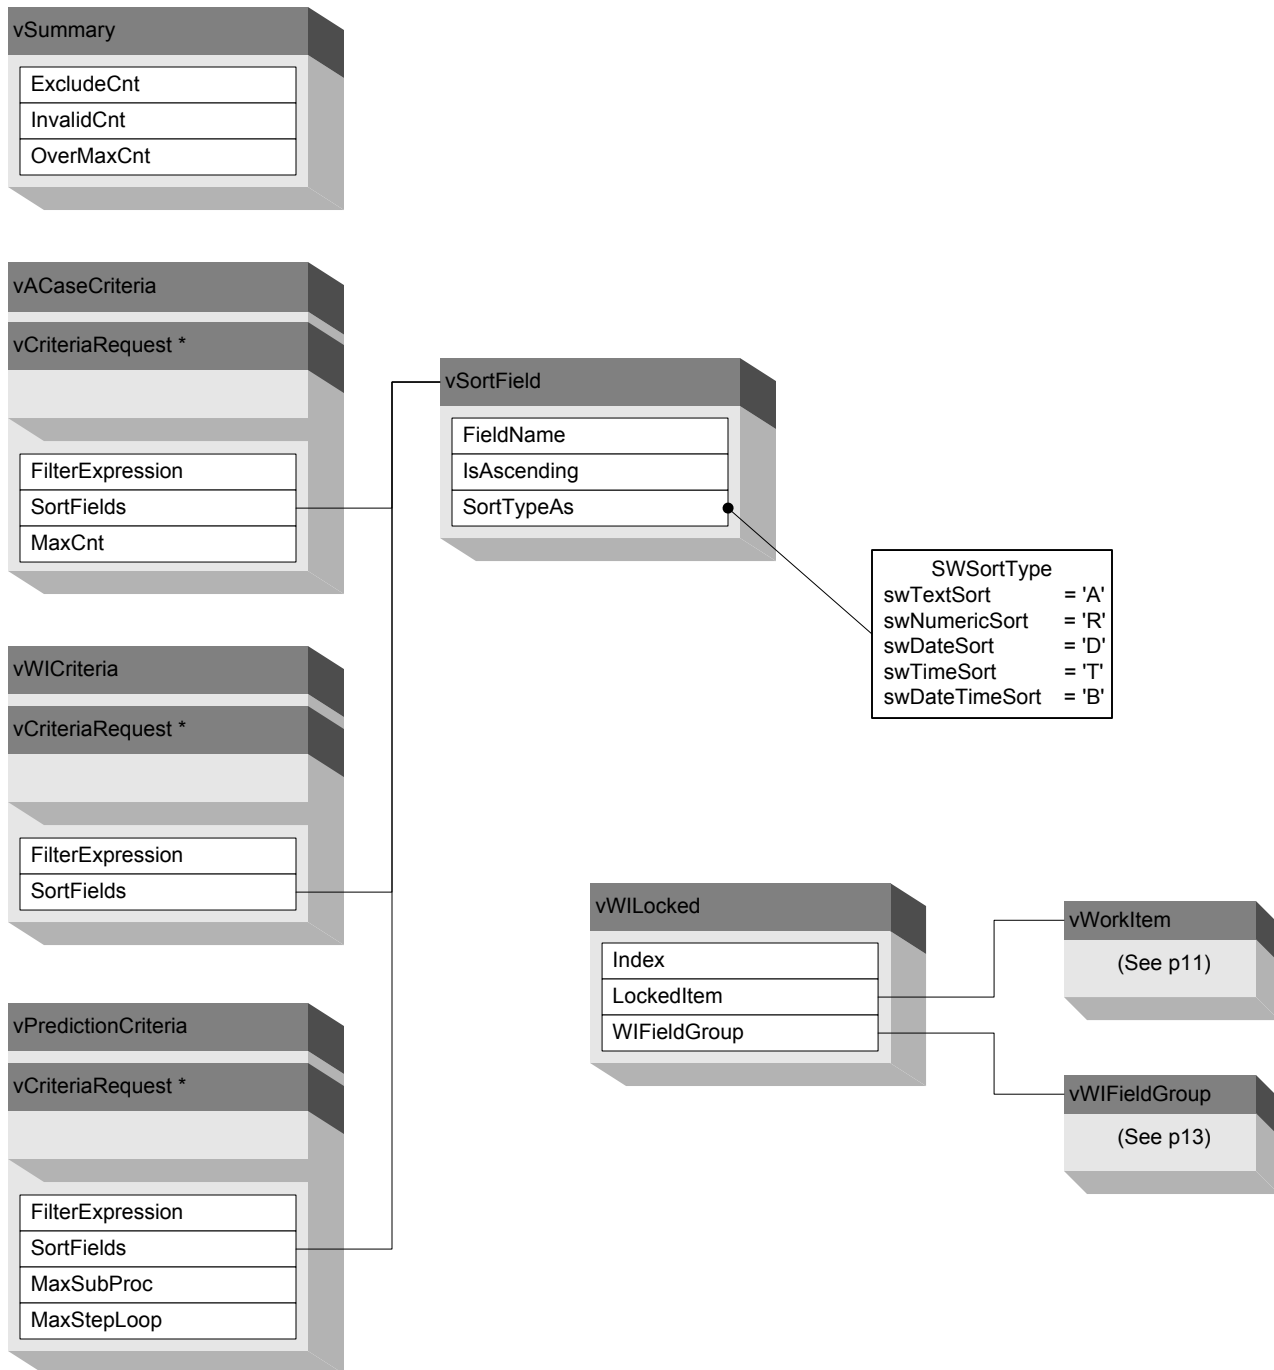 vSummary
ExcludeCnt
InvalidCnt
OverMaxCnt
vACaseCriteria
vCriteriaRequest *
FilterExpression
SortFields
MaxCnt
vSortField
FieldName
IsAscending
SortTypeAs
SWSortType
swTextSort = 'A'
swNumericSort = 'R'
swDateSort = 'D'
swTimeSort = 'T'
swDateTimeSort = 'B'
vWICriteria
vCriteriaRequest *
FilterExpression
SortFields
vWILocked
Index
LockedItem
WIFieldGroup
vWorkItem
(See p11)
vWIFieldGroup
(See p13)
vPredictionCriteria
vCriteriaRequest *
FilterExpression
SortFields
MaxSubProc
MaxStepLoop